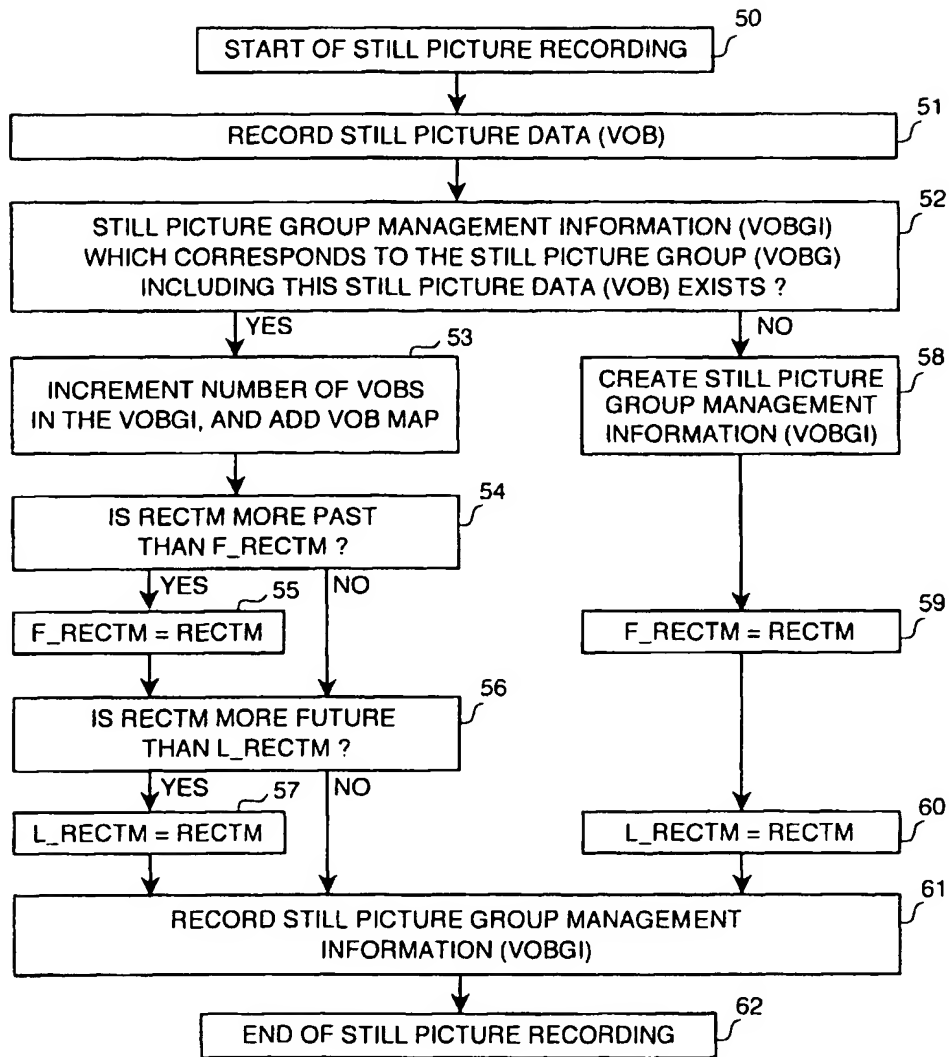 50
START OF STILL PICTURE RECORDING
51
RECORD STILL PICTURE DATA (VOB)
52
STILL PICTURE GROUP MANAGEMENT INFORMATION (VOBGI)
WHICH CORRESPONDS TO THE STILL PICTURE GROUP (VOBG)
INCLUDING THIS STILL PICTURE DATA (VOB) EXISTS ?
YES
NO
53
INCREMENT NUMBER OF VOBS
IN THE VOBGI, AND ADD VOB MAP
58
CREATE STILL PICTURE
GROUP MANAGEMENT
INFORMATION (VOBGI)
54
IS RECTM MORE PAST
THAN F_RECTM ?
YES
NO
55
F_RECTM = RECTM
59
F_RECTM = RECTM
56
IS RECTM MORE FUTURE
THAN L_RECTM ?
YES
NO
57
L_RECTM = RECTM
60
L_RECTM = RECTM
61
RECORD STILL PICTURE GROUP MANAGEMENT
INFORMATION (VOBGI)
62
END OF STILL PICTURE RECORDING